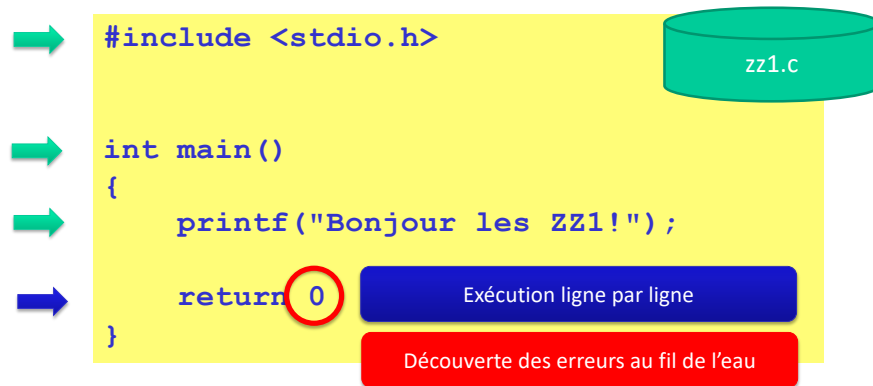 #include <stdio.h>
zz1.c
int main()
{
printf("Bonjour les ZZ1!");
return 0
Exécution ligne par ligne
}
Découverte des erreurs au fil de l'eau